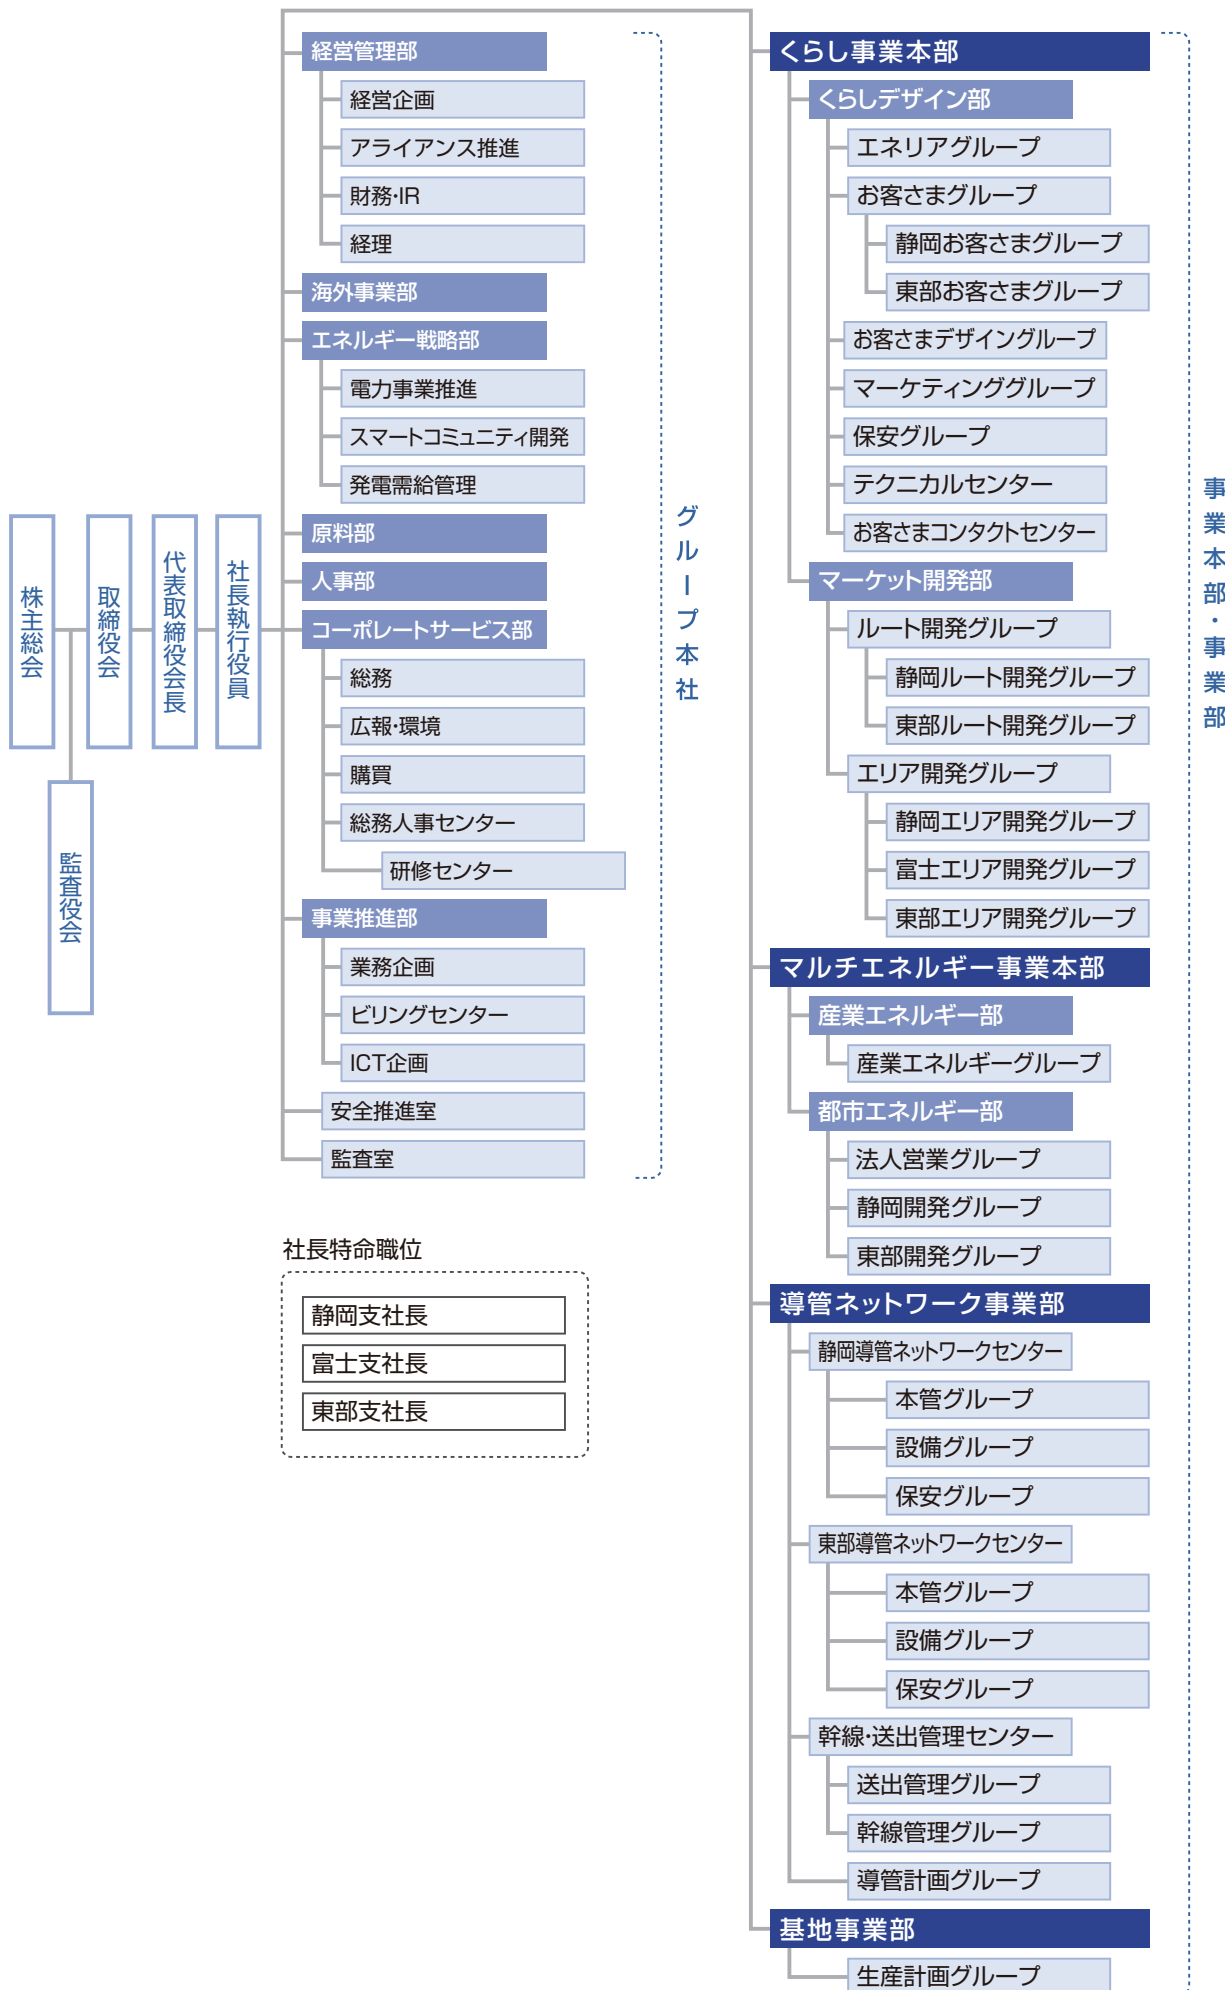 株主総会
取締役会
代表取締役会長
社長執行役員
監査役会
経営管理部
経営企画
アライアンス推進
財務・IR
経理
海外事業部
エネルギー戦略部
電力事業推進
スマートコミュニティ開発
発電需給管理
原料部
人事部
コーポレートサービス部
総務
広報・環境
購買
総務人事センター
研修センター
事業推進部
業務企画
ビリングセンター
ICT企画
安全推進室
監査室
グループ本社
社長特命職位
静岡支社長
富士支社長
東部支社長
くらし事業本部
くらしデザイン部
エネリアグループ
お客さまグループ
静岡お客さまグループ
東部お客さまグループ
お客さまデザイングループ
マーケティンググループ
保安グループ
テクニカルセンター
お客さまコンタクトセンター
マーケット開発部
ルート開発グループ
静岡ルート開発グループ
東部ルート開発グループ
エリア開発グループ
静岡エリア開発グループ
富士エリア開発グループ
東部エリア開発グループ
マルチエネルギー事業本部
産業エネルギー部
産業エネルギーグループ
都市エネルギー部
法人営業グループ
静岡開発グループ
東部開発グループ
導管ネットワーク事業部
静岡導管ネットワークセンター
本管グループ
設備グループ
保安グループ
東部導管ネットワークセンター
本管グループ
設備グループ
保安グループ
幹線・送出管理センター
送出管理グループ
幹線管理グループ
導管計画グループ
基地事業部
生産計画グループ
事業本部・事業部